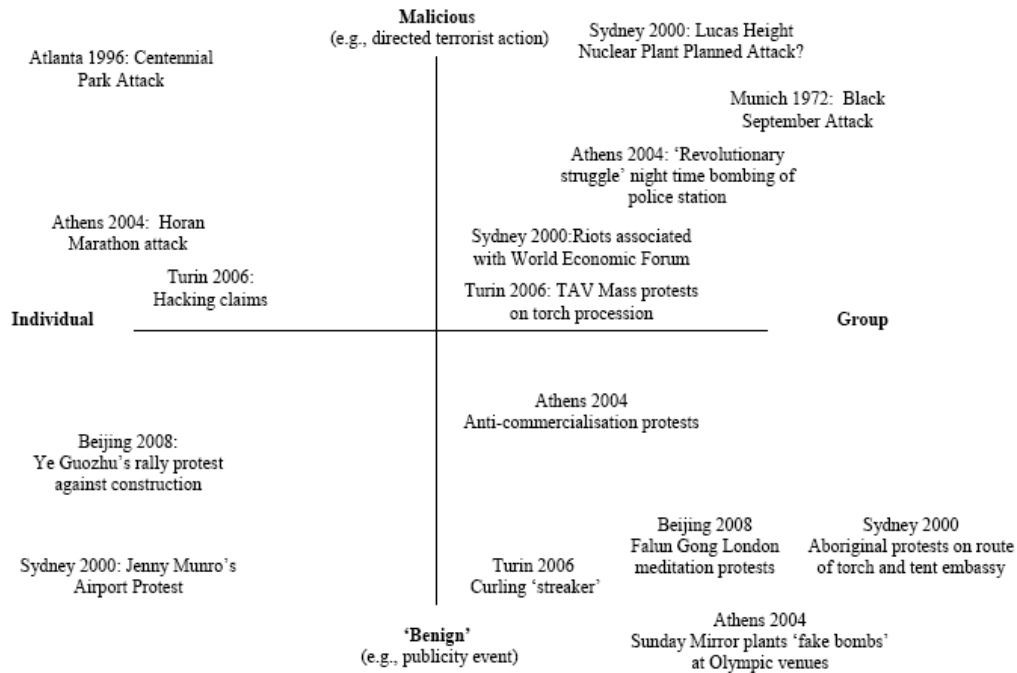 Malicious
(e.g., directed terrorist action)
Sydney 2000: Lucas Height
Nuclear Plant Planned Attack?
Atlanta 1996: Centennial
Park Attack
Munich 1972:  Black
September Attack
Athens 2004: ‘Revolutionary
struggle’ night time bombing of
police station
Athens 2004:  Horan
Marathon attack
Sydney 2000:Riots associated
with World Economic Forum
Turin 2006:
Hacking claims
Turin 2006: TAV Mass protests
on torch procession
Individual
Group
Athens 2004
Anti-commercialisation protests
Beijing 2008:
Ye Guozhu’s rally protest
against construction
Beijing 2008
Falun Gong London
meditation protests
Sydney 2000
Aboriginal protests on route
of torch and tent embassy
Sydney 2000: Jenny Munro’s
Airport Protest
Turin 2006
Curling ‘streaker’
‘Benign’
(e.g., publicity event)
Athens 2004
Sunday Mirror plants ‘fake bombs’
at Olympic venues